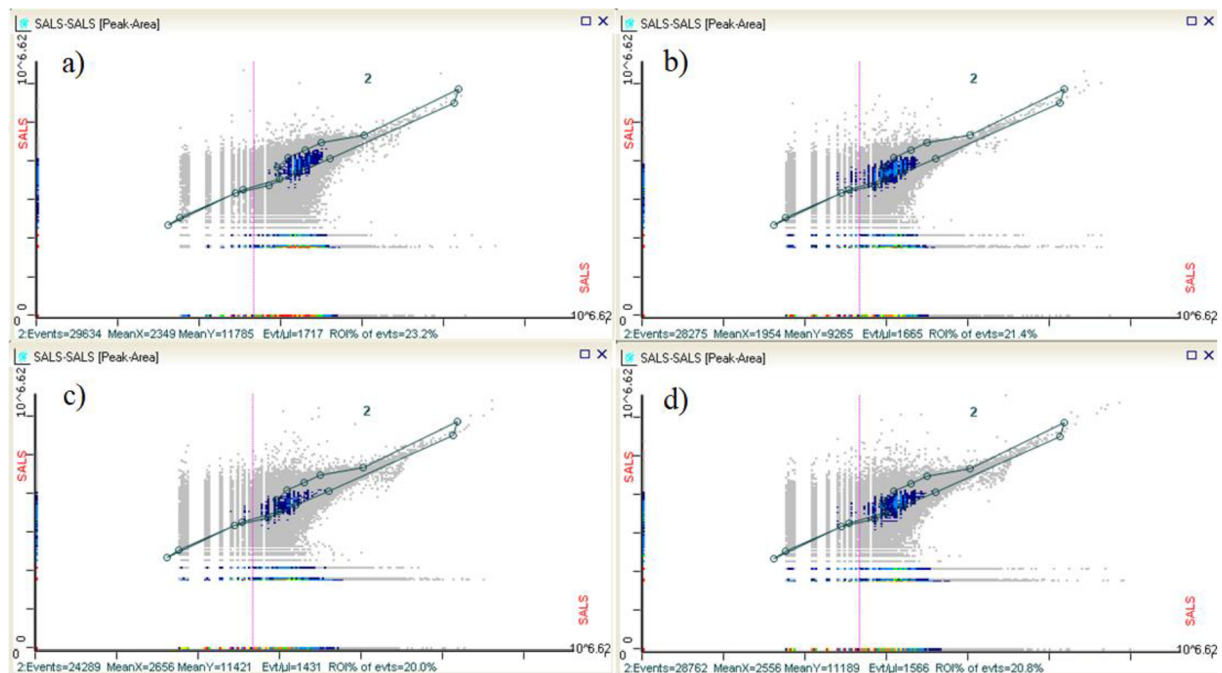 SALS-SALS [Peak-Area]
10^6.62
a)
2
SALS
SALS
0
0
10^6.62
2:Events=29634 MeanX=2349 MeanY=11785 Evt/µl=1717 ROI% of evts=23.2%
SALS-SALS [Peak-Area]
10^6.62
b)
2
SALS
SALS
0
0
10^6.62
2:Events=28275 MeanX=1954 MeanY=9265 Evt/µl=1665 ROI% of evts=21.4%
SALS-SALS [Peak-Area]
10^6.62
c)
2
SALS
SALS
0
0
10^6.62
2:Events=24289 MeanX=2656 MeanY=11421 Evt/µl=1431 ROI% of evts=20.0%
SALS-SALS [Peak-Area]
10^6.62
d)
2
SALS
SALS
0
0
10^6.62
2:Events=28762 MeanX=2556 MeanY=11189 Evt/µl=1566 ROI% of evts=20.8%